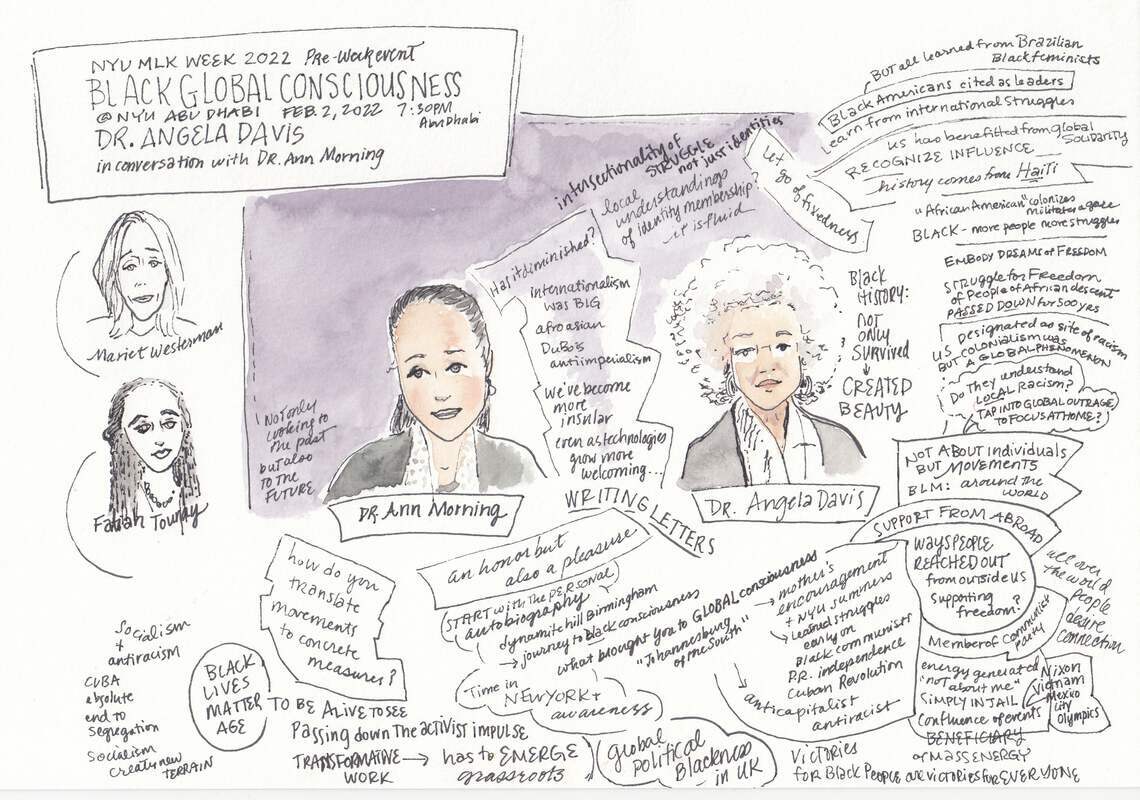 NYU MLK WEEK 2022 Pre-Week event
BLACK GLOBAL CONSCIOUSNESS
@ NYU ABU DHABI FEB. 2, 2022 7:30PM
Abu Dhabi
DR. ANGELA DAVIS
in conversation with DR. Ann Morning
Mariet Westerman
Fatiah Touray
Not only
looking to
the past
but also
TO THE
FUTURE
DR Ann Morning
Has it diminished?
internationalism
was BIG
afroasian
DuBois
antiimperialism
We've become
more
insular
even as technologies
grow more
welcoming...
intersectionality of
STRUGGLE
not just identities
local
understandings
of identity membership?
it is fluid
Let
go of
fixedness
Dr. Angela Davis
Black
History:
not
only
survived
CREATED
BEAUTY
BUT all learned from Brazilian
Black feminists
Black Americans cited as leaders
learn from international struggles
US has benefitted from global
solidarity
RECOGNIZE INFLUENCE
history comes from Haiti
"African American" colonizes
BLACK - more people more struggles
EMBODY DREAMS OF FREEDOM
STRUGGLE for FREEDOM
of People of African descent
PASSED DOWN for 500 yrs
US designated as site of racism
colonialism was
BUT A GLOBAL PHENOMENON
Do They understand
LOCAL RACISM?
TAP INTO GLOBAL OUTRAGE
TO FOCUS AT HOME?
NOT ABOUT individuals
BUT MOVEMENTS
BLM: around the
WORLD
WRITING LETTERS
SUPPORT FROM ABROAD
WAYS PEOPLE
REACHED OUT
from outside US
supporting
freedom?
all over
the world
people
desire
connection
Member of Communist
party
energy generated
"not about me"
SIMPLY IN JAIL
Confluence of events
BENEFICIARY
of MASS ENERGY
Nixon
Vietnam
Mexico
City
Olympics
an honor but
also a pleasure
START with the PERSONAL
autobiography
dynamite hill Birmingham
journey to black consciousness
what brought you to GLOBAL consciousness
"Johannesburg
of the South"
mother's
encouragement
+ NYU summers
Learned struggles
early on
Black communists
P.R. independence
Cuban Revolution
anticapitalist
antiracist
Time in
NEW YORK +
awareness
how do you
translate
movements
to concrete
measures?
Socialism
+
antiracism
CUBA
absolute
end to
segregation
Socialism
creates new
TERRAIN
BLACK
LIVES
MATTER TO BE ALIVE TO SEE
AGE
Passing down the activist impulse
TRANSFORMATIVE
WORK
has to EMERGE
grassroots
Global
political
Blackness
in UK
VICTORIES
for Black People are victories for EVERYONE